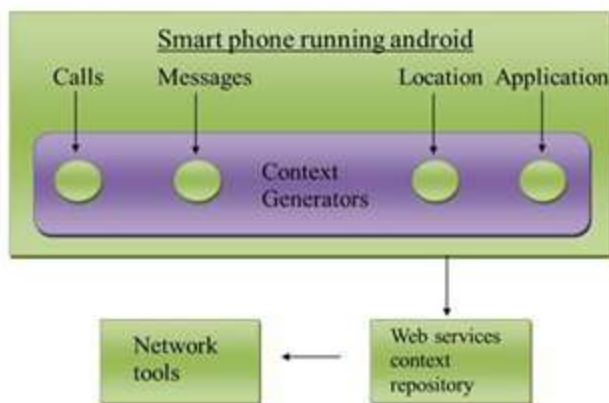 Smart phone running android
Calls
Messages
Location
Application
Context
Generators
Network
tools
Web services
context
repository